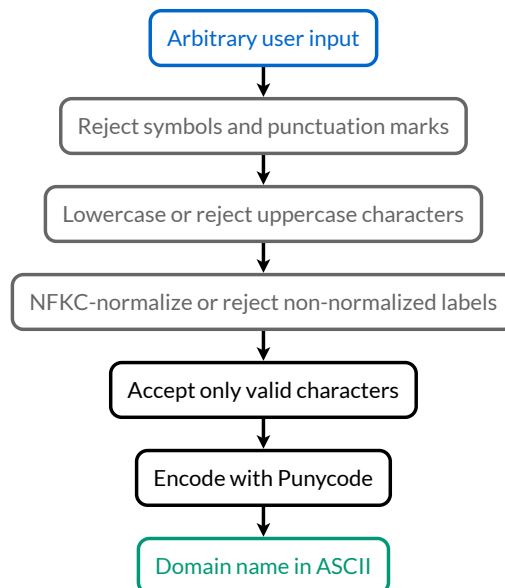 Arbitrary user input
Reject symbols and punctuation marks
Lowercase or reject uppercase characters
NFKC-normalize or reject non-normalized labels
Accept only valid characters
Encode with Punycode
Domain name in ASCII